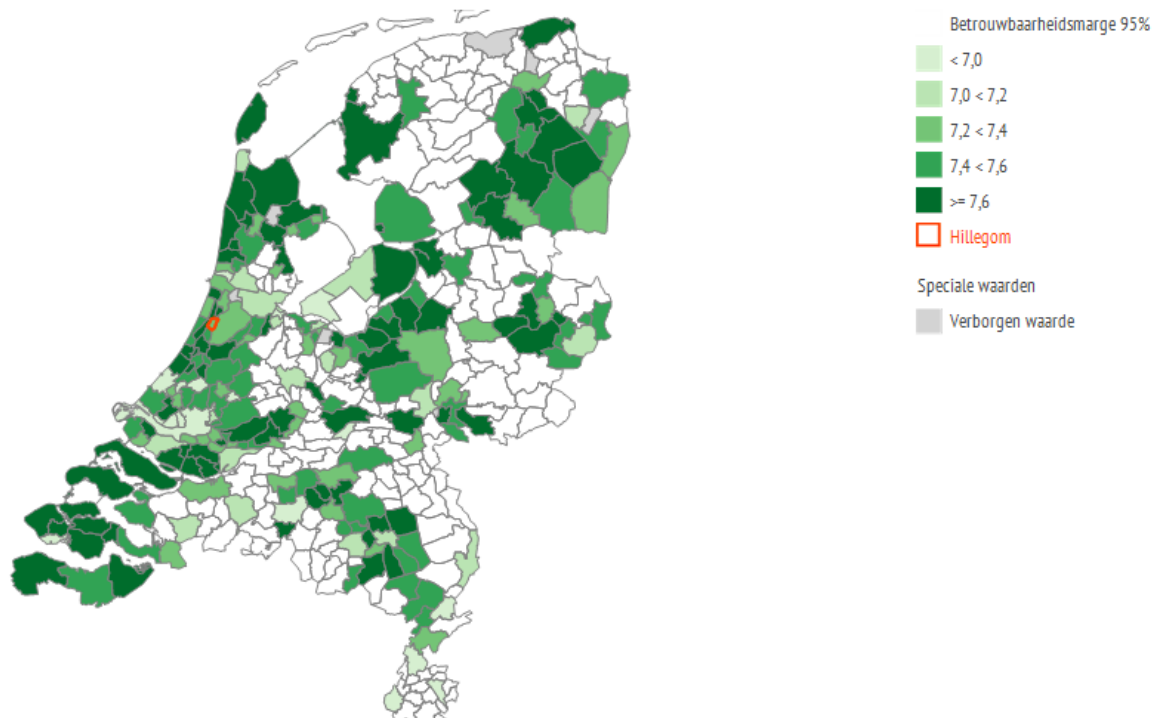 Betrouwbaarheidsmarge 95%
< 7,0
7,0 < 7,2
7,2 < 7,4
7,4 < 7,6
>= 7,6
Hillegom
Speciale waarden
Verborgen waarde